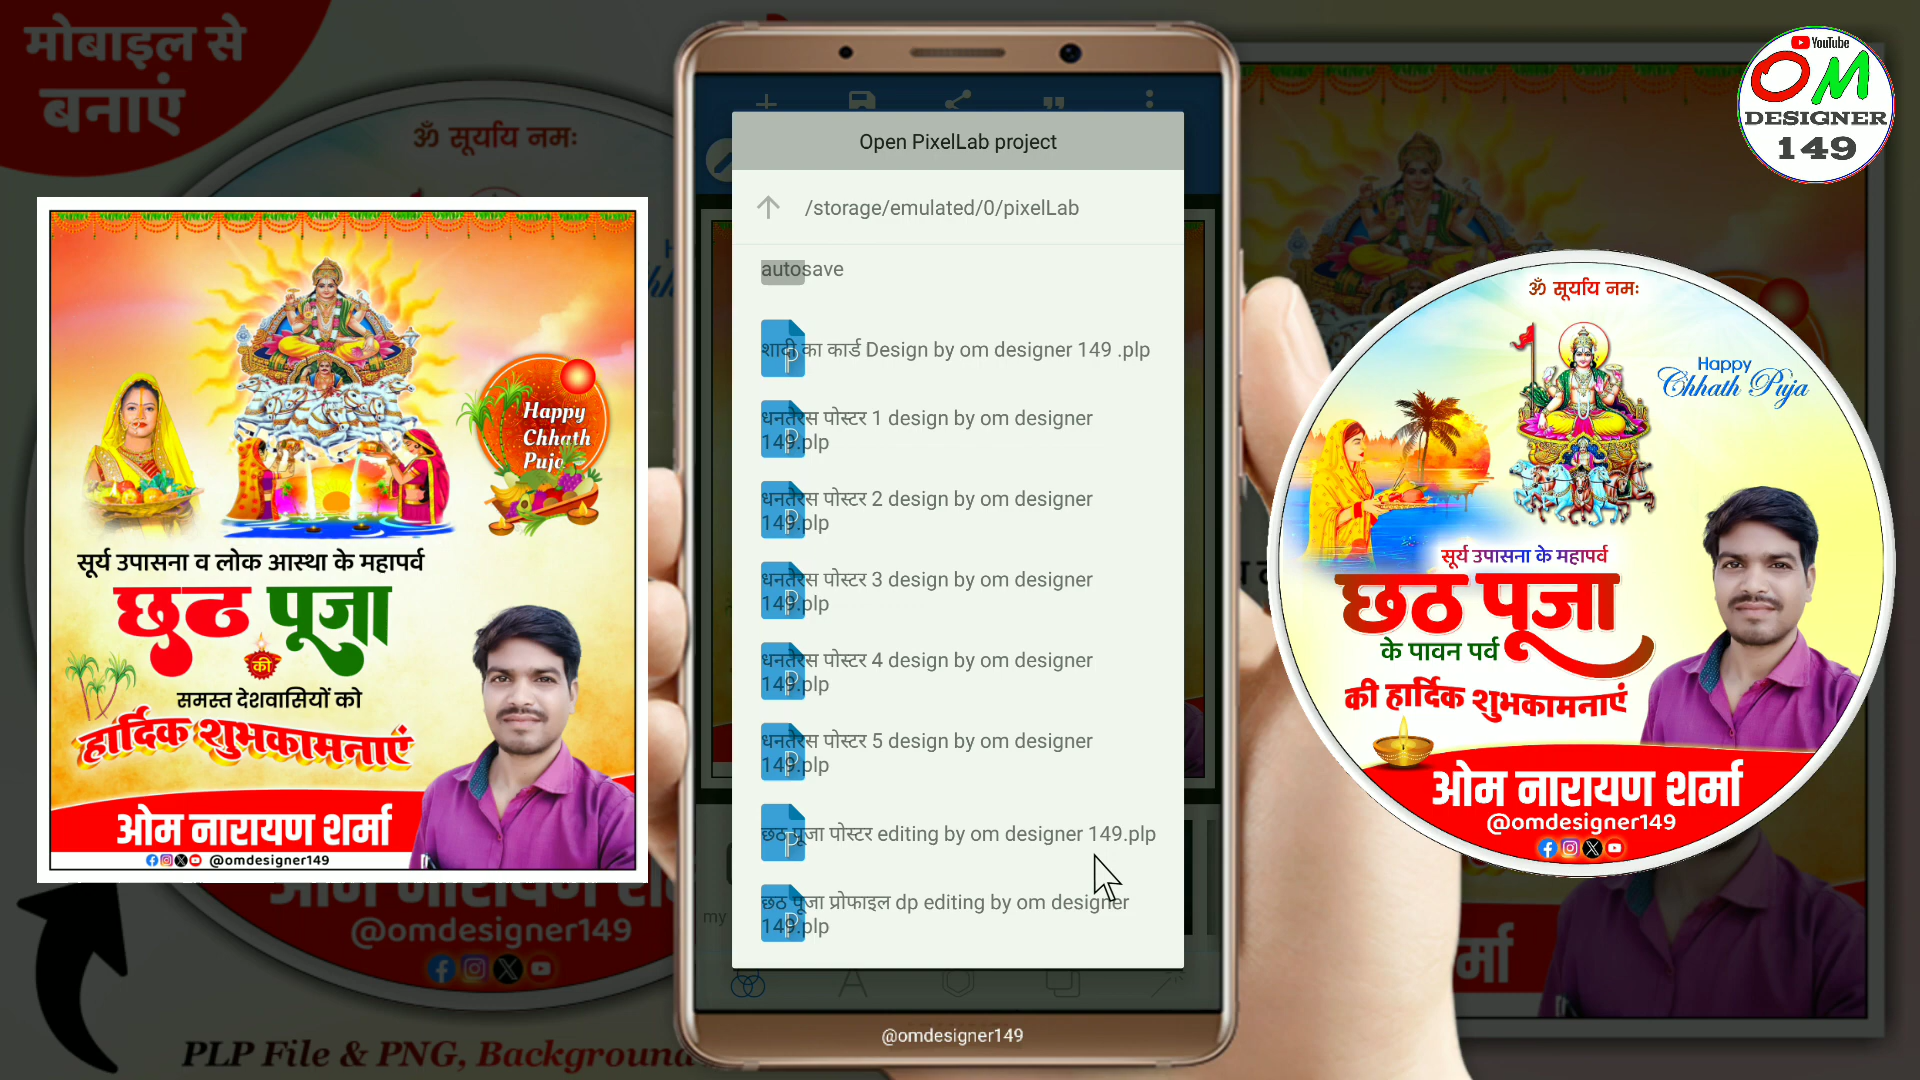 मोबाइल से
बनाएं
ॐ सूर्याय नमः
YouTube
OM
DESIGNER
149
Happy
Chhath
Puja
सूर्य उपासना व लोक आस्था के महापर्व
छठ पूजा
की
समस्त देशवासियों को
हार्दिक शुभकामनाएं
ओम नारायण शर्मा
@omdesigner149
Open PixelLab project
/storage/emulated/0/pixelLab
autosave
शादी का कार्ड Design by om designer 149 .plp
धनतेरस पोस्टर 1 design by om designer
149.plp
धनतेरस पोस्टर 2 design by om designer
149.plp
धनतेरस पोस्टर 3 design by om designer
149.plp
धनतेरस पोस्टर 4 design by om designer
149.plp
धनतेरस पोस्टर 5 design by om designer
149.plp
छठ पूजा पोस्टर editing by om designer 149.plp
छठ पूजा प्रोफाइल dp editing by om designer
149.plp
my
@omdesigner149
ॐ सूर्याय नमः
Happy
Chhath Puja
सूर्य उपासना के महापर्व
छठ पूजा
के पावन पर्व
की हार्दिक शुभकामनाएं
ओम नारायण शर्मा
@omdesigner149
@omdesigner149
PLP File & PNG, Background